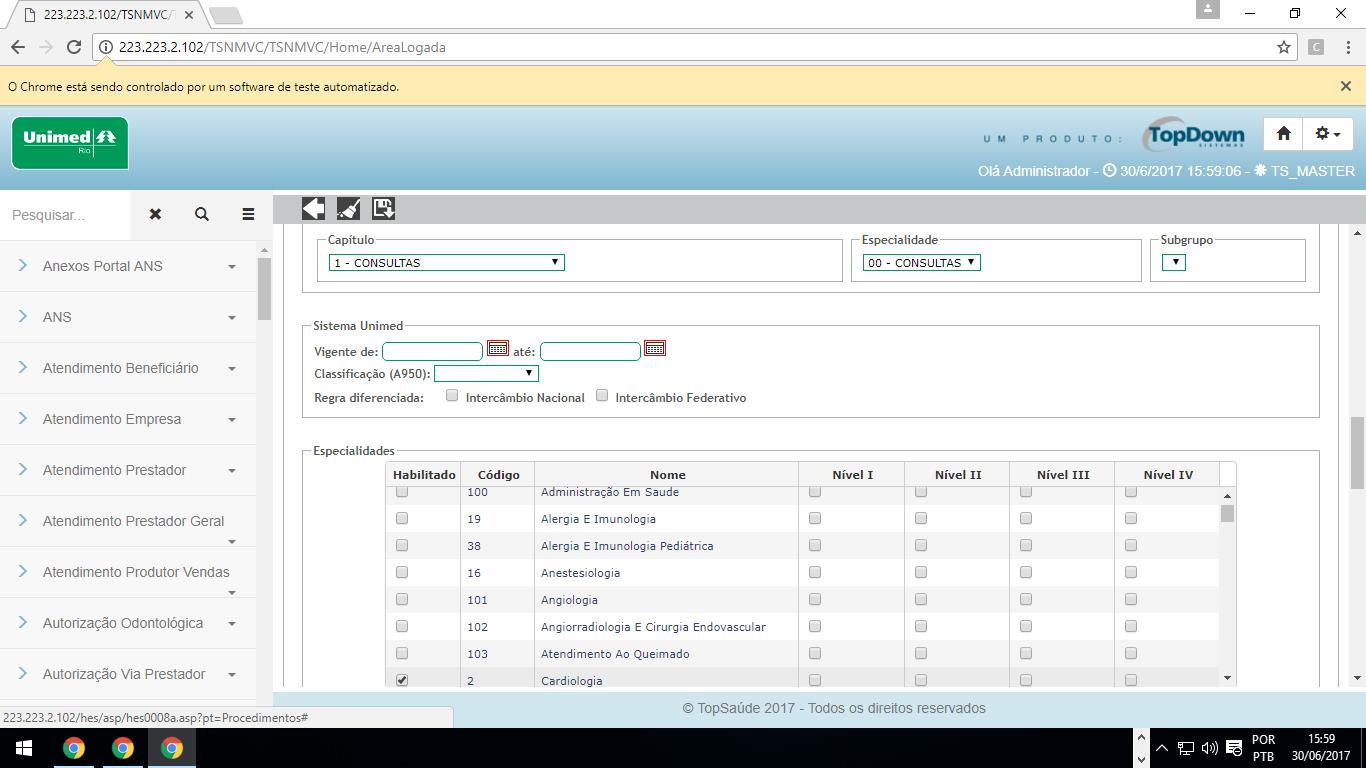 223.223.2.102/TSNMVC/T
223.223.2.102/TSNMVC/TSNMVC/Home/AreaLogada
C
O Chrome está sendo controlado por um software de teste automatizado.
Unimed
Rio
UM PRODUTO:
TopDown
SISTEMAS
Olá Administrador - 30/6/2017 15:59:06 - TS_MASTER
Pesquisar...
Anexos Portal ANS
ANS
Atendimento Beneficiário
Atendimento Empresa
Atendimento Prestador
Atendimento Prestador Geral
Atendimento Produtor Vendas
Autorização Odontológica
Autorização Via Prestador
Capítulo
1 - CONSULTAS
Especialidade
00 - CONSULTAS
Subgrupo
Sistema Unimed
Vigente de: até:
Classificação (A950):
Regra diferenciada: Intercâmbio Nacional Intercâmbio Federativo
Especialidades
Habilitado Código Nome Nível I Nível II Nível III Nível IV
100 Administração Em Saude
19 Alergia E Imunologia
38 Alergia E Imunologia Pediátrica
16 Anestesiologia
101 Angiologia
102 Angiorradiologia E Cirurgia Endovascular
103 Atendimento Ao Queimado
2 Cardiologia
223.223.2.102/hes/asp/hes0008a.asp?pt=Procedimentos#
© TopSaúde 2017 - Todos os direitos reservados
POR
PTB
15:59
30/06/2017